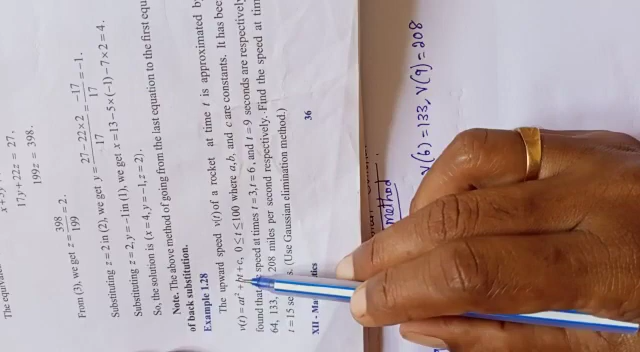 The equiva
x+5y
17y+22z = 27.
199z = 398.
From (3), we get z = 398/199 = 2.
Substituting z = 2 in (2), we get y = 27−22×2/17 = −17/17 = −1.
Substituting z = 2, y = −1 in (1), we get x = 13−5×(−1)−7×2 = 4.
So, the solution is (x = 4, y = −1, z = 2).
Note. The above method of going from the last equation to the first equ
of back substitution.
Example 1.28
The upward speed v(t) of a rocket at time t is approximated b
v(t) = at² + bt + c, 0 ≤ t ≤ 100 where a, b, and c are constants. It has bee
found that speed at times t = 3, t = 6, and t = 9 seconds are respectively
64, 133, 208 miles per second respectively. Find the speed at tim
t = 15 se s. (Use Gaussian elimination method.)
XII - Ma tics
36
method
v(6) = 133, v(9) = 208